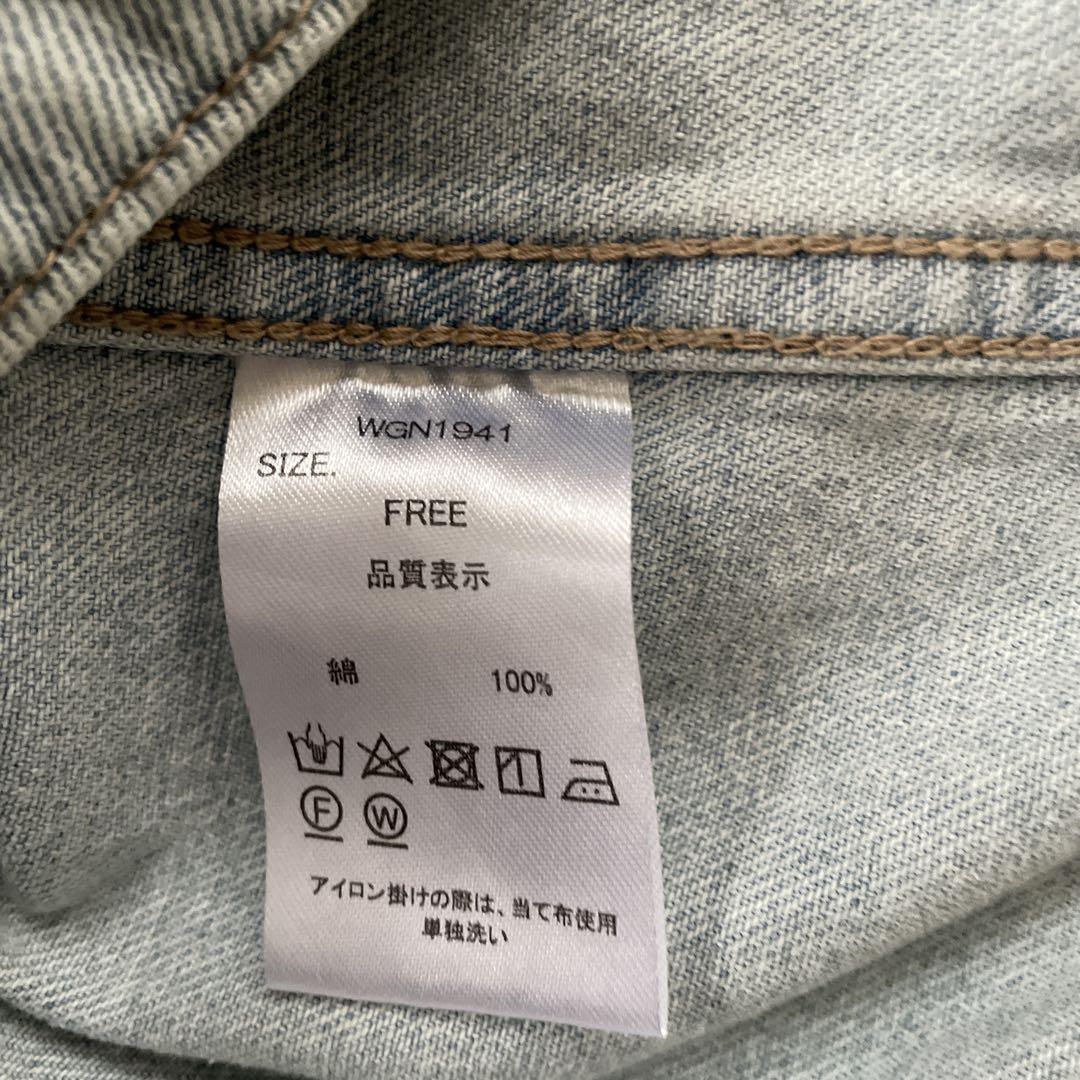 WGN1941
SIZE.
FREE
品質表示
綿 100%
F W
アイロン掛けの際は、当て布使用
単独洗い